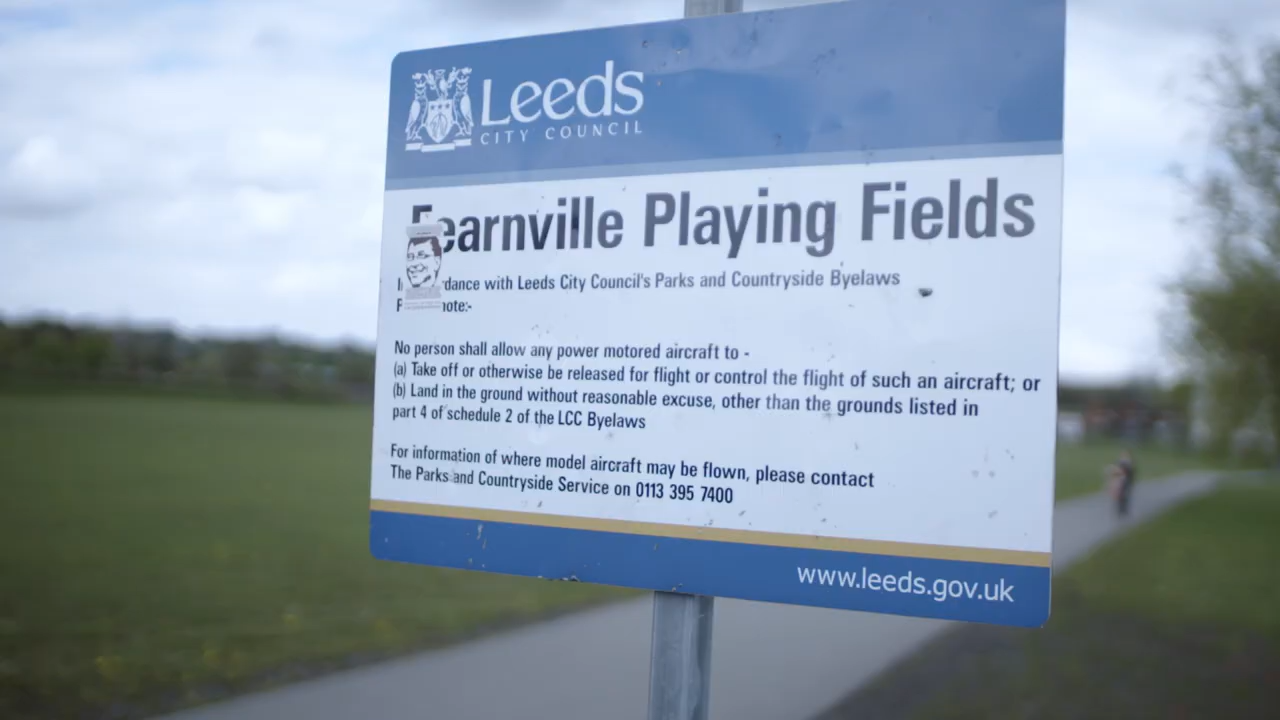 Leeds
CITY COUNCIL
Fearnville Playing Fields
dance with Leeds City Council's Parks and Countryside Byelaws
ote:-
No person shall allow any power motored aircraft to -
(a) Take off or otherwise be released for flight or control the flight of such an aircraft; or
(b) Land in the ground without reasonable excuse, other than the grounds listed in
part 4 of schedule 2 of the LCC Byelaws
For information of where model aircraft may be flown, please contact
The Parks and Countryside Service on 0113 395 7400
www.leeds.gov.uk